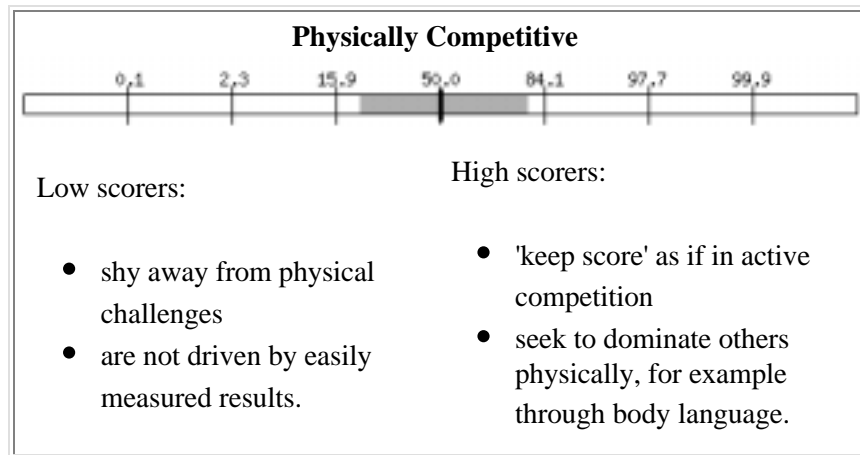 Physically Competitive
0.1 2.3 15.9 50.0 84.1 97.7 99.9
Low scorers:
● shy away from physical
challenges
● are not driven by easily
measured results.
High scorers:
● 'keep score' as if in active
competition
● seek to dominate others
physically, for example
through body language.